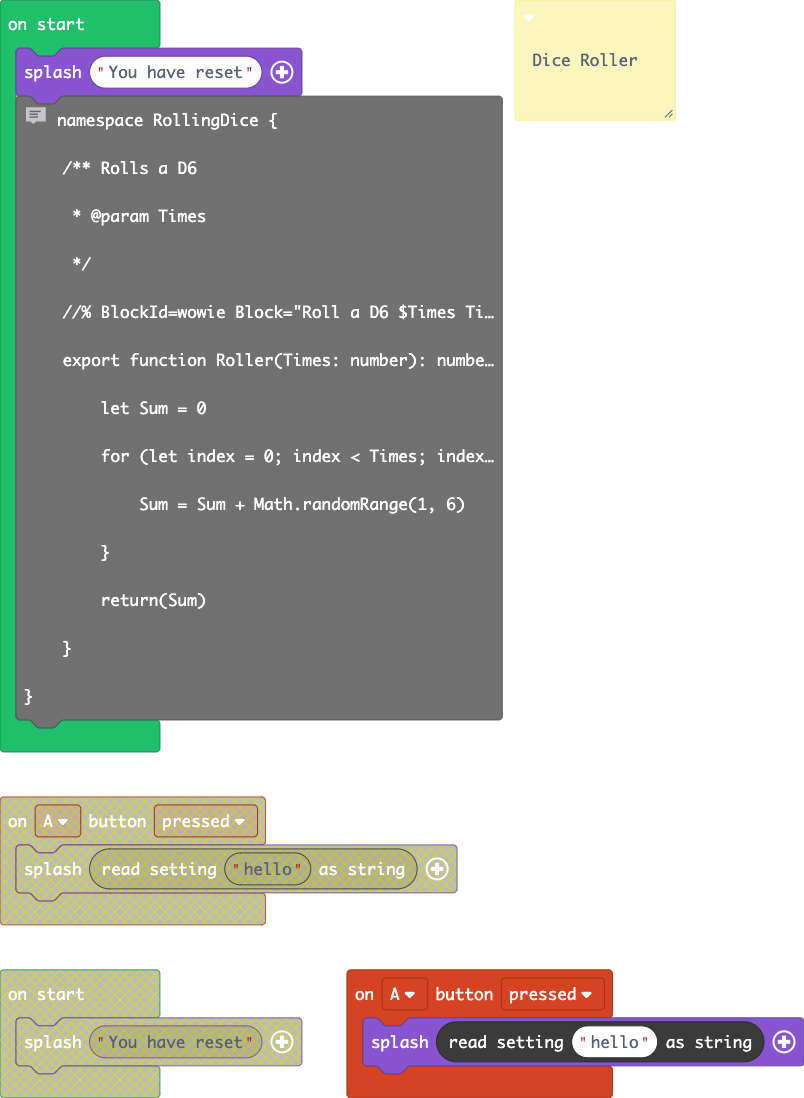 on start
splash "You have reset"
namespace RollingDice {
/** Rolls a D6
* @param Times
*/
//% BlockId=wowie Block="Roll a D6 $Times Ti…
export function Roller(Times: number): numbe…
let Sum = 0
for (let index = 0; index < Times; index…
Sum = Sum + Math.randomRange(1, 6)
}
return(Sum)
}
}
Dice Roller
on A button pressed
splash read setting "hello" as string
on start
splash "You have reset"
on A button pressed
splash read setting "hello" as string